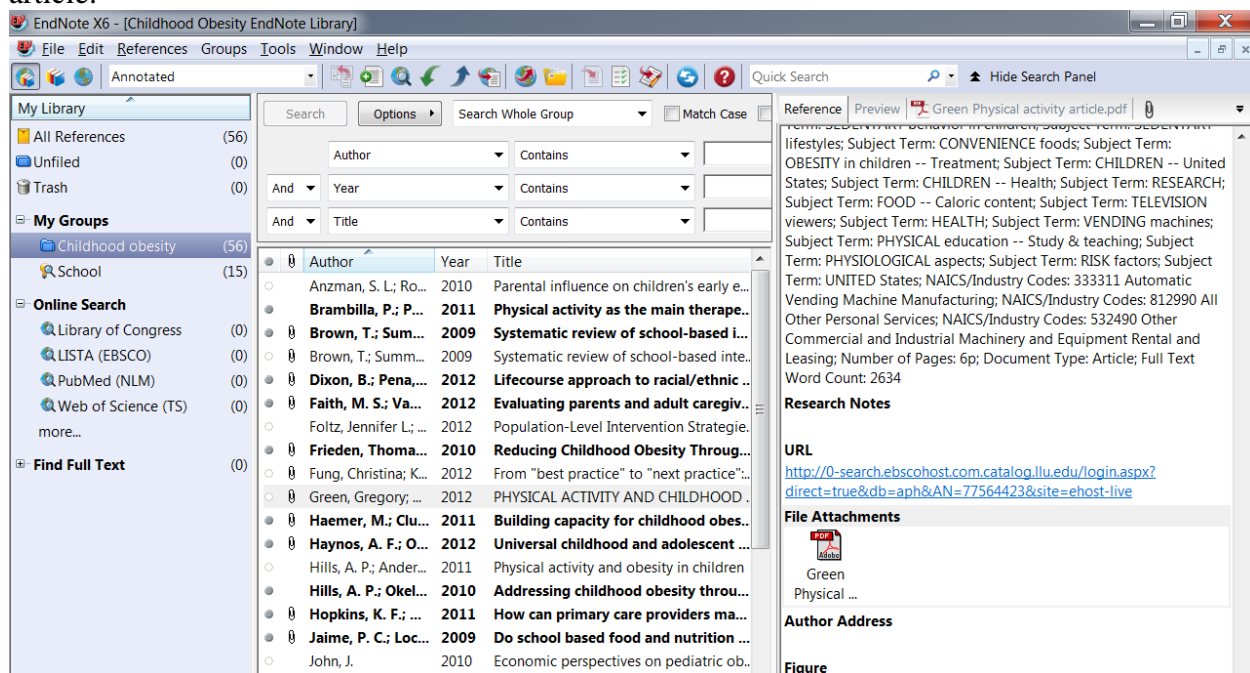 article.
EndNote X6 - [Childhood Obesity EndNote Library]
File Edit References Groups Tools Window Help
Annotated
Quick Search
Hide Search Panel
My Library
All References (56)
Unfiled (0)
Trash (0)
My Groups
Childhood obesity (56)
School (15)
Online Search
Library of Congress (0)
LISTA (EBSCO) (0)
PubMed (NLM) (0)
Web of Science (TS) (0)
more...
Find Full Text (0)
Search Options Search Whole Group Match Case
Author Contains
And Year Contains
And Title Contains
Author Year Title
Anzman, S. L.; Ro... 2010 Parental influence on children's early e...
Brambilla, P.; P... 2011 Physical activity as the main therape..
Brown, T.; Sum... 2009 Systematic review of school-based i...
Brown, T.; Summ... 2009 Systematic review of school-based inte..
Dixon, B.; Pena,... 2012 Lifecourse approach to racial/ethnic ..
Faith, M. S.; Va... 2012 Evaluating parents and adult caregiv..
Foltz, Jennifer L.; ... 2012 Population-Level Intervention Strategie.
Frieden, Thoma... 2010 Reducing Childhood Obesity Throug...
Fung, Christina; K... 2012 From "best practice" to "next practice":..
Green, Gregory; ... 2012 PHYSICAL ACTIVITY AND CHILDHOOD .
Haemer, M.; Clu... 2011 Building capacity for childhood obes..
Haynos, A. F.; O... 2012 Universal childhood and adolescent ...
Hills, A. P.; Ander... 2011 Physical activity and obesity in children
Hills, A. P.; Okel... 2010 Addressing childhood obesity throu...
Hopkins, K. F.; ... 2011 How can primary care providers ma...
Jaime, P. C.; Loc... 2009 Do school based food and nutrition ...
John, J. 2010 Economic perspectives on pediatric ob..
Reference Preview Green Physical activity article.pdf
Term: SEDENTARY behavior in children; Subject Term: SEDENTARY
lifestyles; Subject Term: CONVENIENCE foods; Subject Term:
OBESITY in children -- Treatment; Subject Term: CHILDREN -- United
States; Subject Term: CHILDREN -- Health; Subject Term: RESEARCH;
Subject Term: FOOD -- Caloric content; Subject Term: TELEVISION
viewers; Subject Term: HEALTH; Subject Term: VENDING machines;
Subject Term: PHYSICAL education -- Study & teaching; Subject
Term: PHYSIOLOGICAL aspects; Subject Term: RISK factors; Subject
Term: UNITED States; NAICS/Industry Codes: 333311 Automatic
Vending Machine Manufacturing; NAICS/Industry Codes: 812990 All
Other Personal Services; NAICS/Industry Codes: 532490 Other
Commercial and Industrial Machinery and Equipment Rental and
Leasing; Number of Pages: 6p; Document Type: Article; Full Text
Word Count: 2634
Research Notes
URL
http://0-search.ebscohost.com.catalog.llu.edu/login.aspx?
direct=true&db=aph&AN=77564423&site=ehost-live
File Attachments
PDF
Adobe
Green
Physical ...
Author Address
Figure